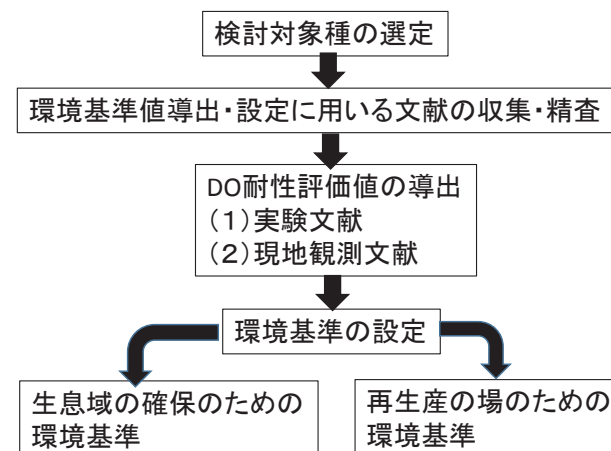 検討対象種の選定
環境基準値導出・設定に用いる文献の収集・精査
DO耐性評価値の導出
(1)実験文献
(2)現地観測文献
環境基準の設定
生息域の確保のための
環境基準
再生産の場のための
環境基準